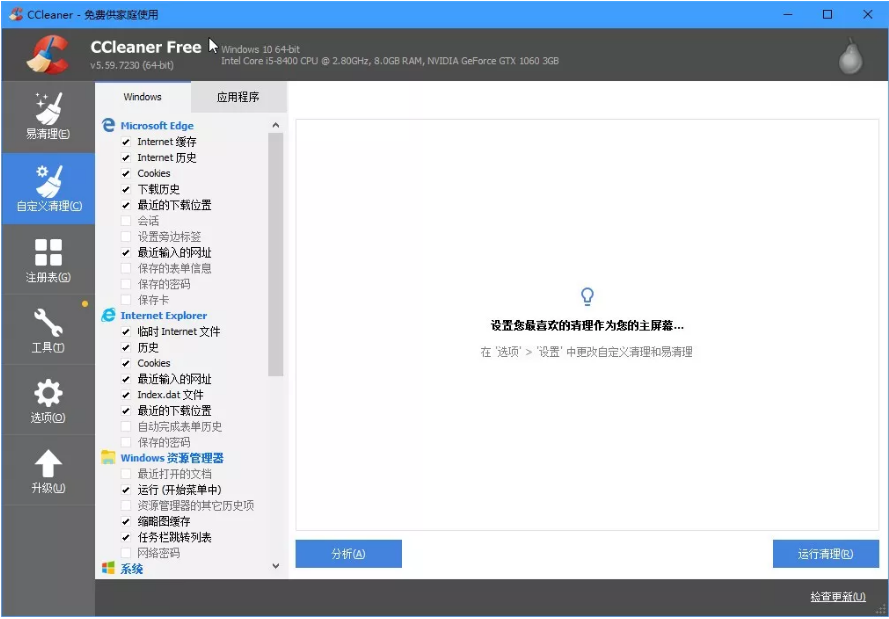 CCleaner - 免费供家庭使用
CCleaner Free
v5.59.7230 (64-bit)
Windows 10 64-bit
Intel Core i5-8400 CPU @ 2.80GHz, 8.0GB RAM, NVIDIA GeForce GTX 1060 3GB
易清理(E)
自定义清理(C)
注册表(G)
工具(T)
选项(O)
升级(U)
Windows
应用程序
Microsoft Edge
Internet 缓存
Internet 历史
Cookies
下载历史
最近的下载位置
会话
设置旁边标签
最近输入的网址
保存的表单信息
保存的密码
保存卡
Internet Explorer
临时 Internet 文件
历史
Cookies
最近输入的网址
Index.dat 文件
最近的下载位置
自动完成表单历史
保存的密码
Windows 资源管理器
最近打开的文档
运行 (开始菜单中)
资源管理器的其它历史项
缩略图缓存
任务栏跳转列表
网络密码
系统
设置您最喜欢的清理作为您的主屏幕...
在 '选项' > '设置' 中更改自定义清理和易清理
分析(A)
运行清理(R)
检查更新(U)